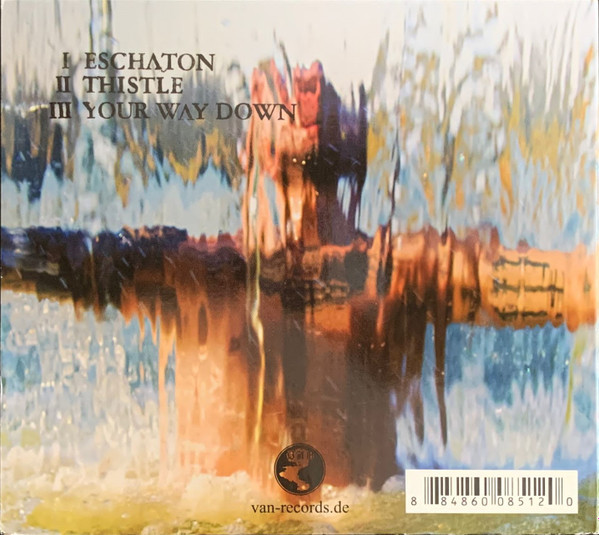 I ESCHATON
II THISTLE
III YOUR WAY DOWN
van-records.de
8 84860 08512 0